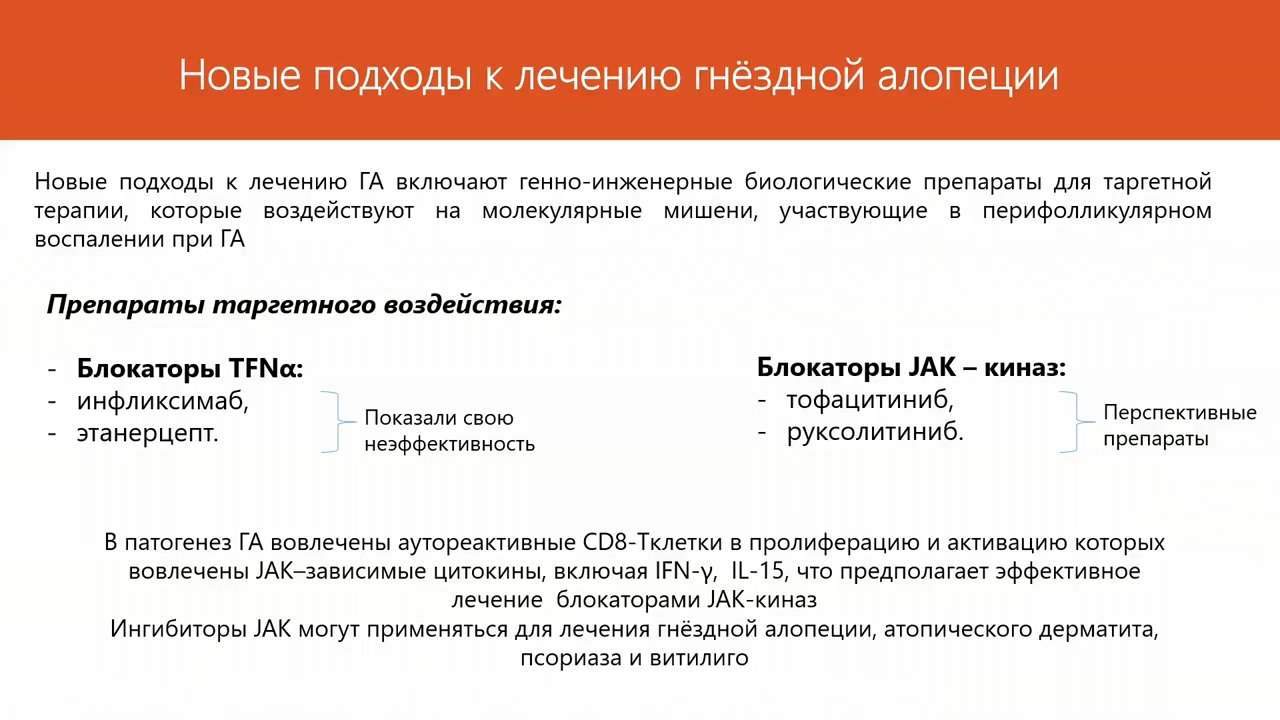 Новые подходы к лечению гнёздной алопеции
Новые подходы к лечению ГА включают генно-инженерные биологические препараты для таргетной
терапии, которые воздействуют на молекулярные мишени, участвующие в перифолликулярном
воспалении при ГА
Препараты таргетного воздействия:
- Блокаторы TFNα:
- инфликсимаб,
- этанерцепт.
Показали свою
неэффективность
Блокаторы JAK – киназ:
- тофацитиниб,
- руксолитиниб.
Перспективные
препараты
В патогенез ГА вовлечены аутореактивные CD8-Тклетки в пролиферацию и активацию которых
вовлечены JAK–зависимые цитокины, включая IFN-γ, IL-15, что предполагает эффективное
лечение блокаторами JAK-киназ
Ингибиторы JAK могут применяться для лечения гнёздной алопеции, атопического дерматита,
псориаза и витилиго